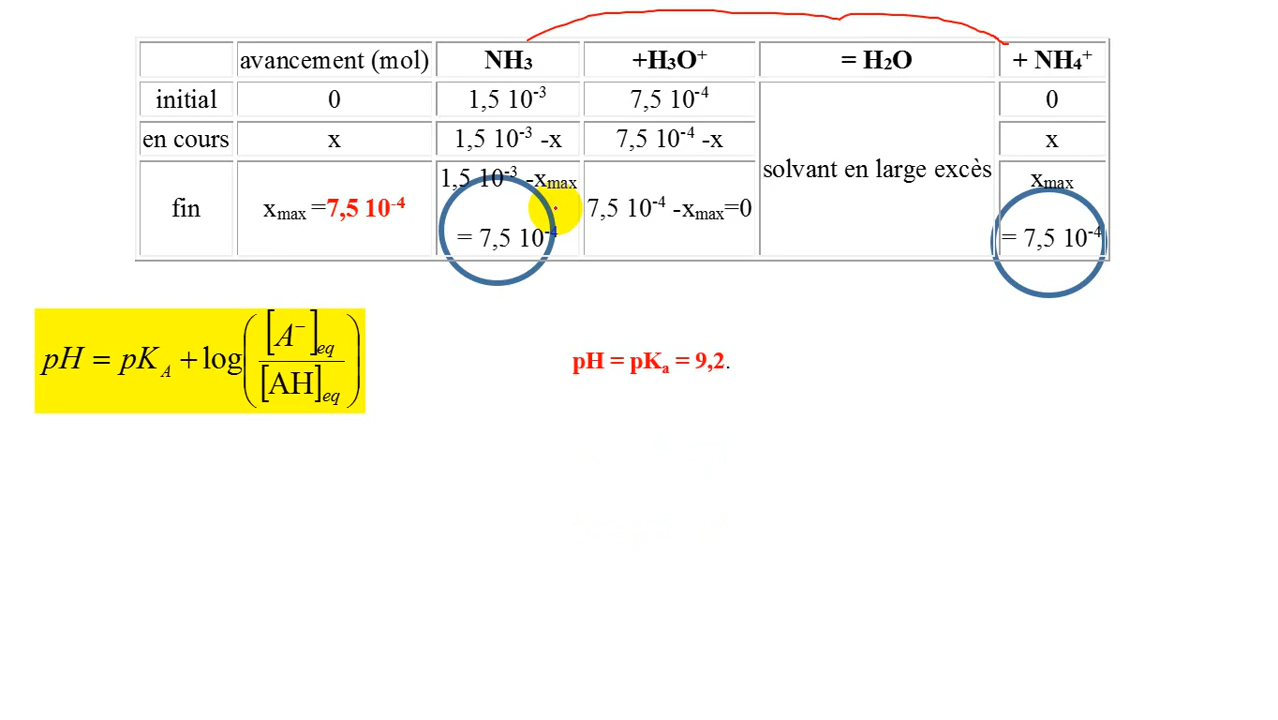 avancement (mol) NH₃ +H₃O⁺ = H₂O + NH₄⁺
initial 0 1,5 10⁻³ 7,5 10⁻⁴ 0
en cours x 1,5 10⁻³ -x 7,5 10⁻⁴ -x x
solvant en large excès
fin xmax =7,5 10⁻⁴ 1,5 10⁻³ -xmax = 7,5 10⁻⁴ 7,5 10⁻⁴ -xmax=0 xmax = 7,5 10⁻⁴
pH = pK_A + log([A⁻]eq / [AH]eq)
pH = pKₐ = 9,2.